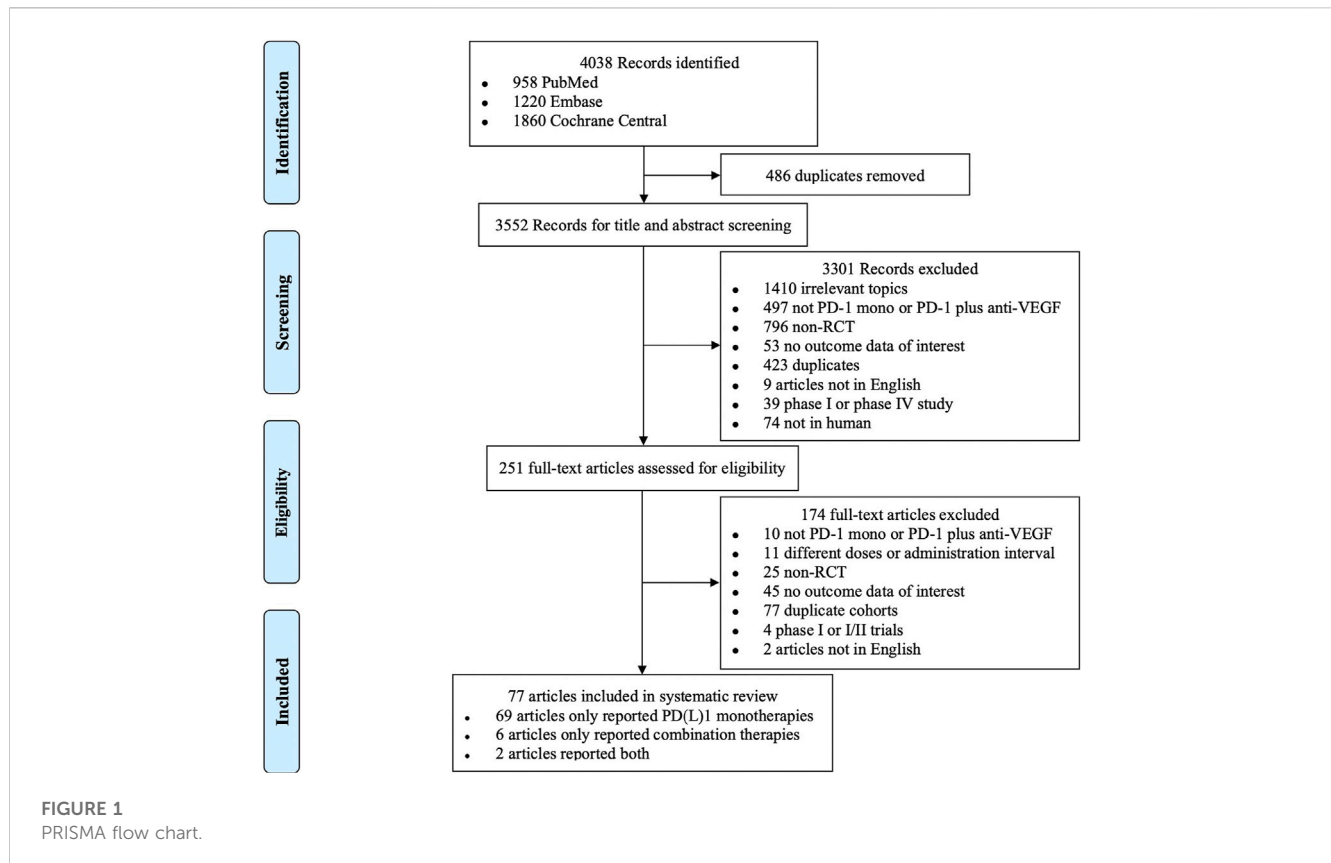 Identification
4038 Records identified
• 958 PubMed
• 1220 Embase
• 1860 Cochrane Central
486 duplicates removed
3552 Records for title and abstract screening
Screening
3301 Records excluded
• 1410 irrelevant topics
• 497 not PD-1 mono or PD-1 plus anti-VEGF
• 796 non-RCT
• 53 no outcome data of interest
• 423 duplicates
• 9 articles not in English
• 39 phase I or phase IV study
• 74 not in human
Eligibility
251 full-text articles assessed for eligibility
174 full-text articles excluded
• 10 not PD-1 mono or PD-1 plus anti-VEGF
• 11 different doses or administration interval
• 25 non-RCT
• 45 no outcome data of interest
• 77 duplicate cohorts
• 4 phase I or I/II trials
• 2 articles not in English
Included
77 articles included in systematic review
• 69 articles only reported PD(L)1 monotherapies
• 6 articles only reported combination therapies
• 2 articles reported both
FIGURE 1
PRISMA flow chart.